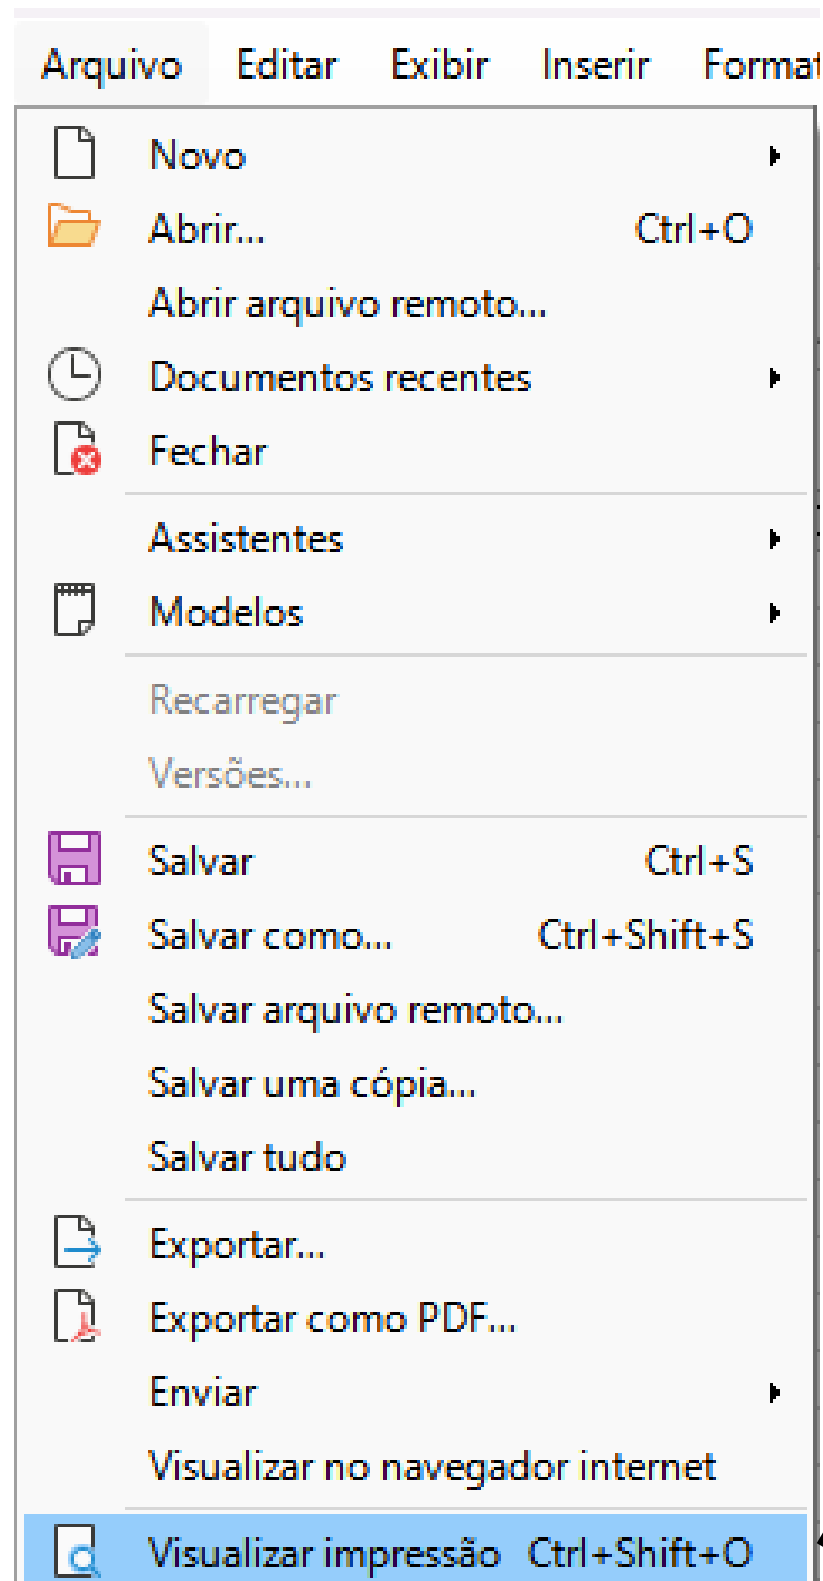 Arquivo Editar Exibir Inserir Format
Novo
Abrir... Ctrl+O
Abrir arquivo remoto...
Documentos recentes
Fechar
Assistentes
Modelos
Recarregar
Versões...
Salvar Ctrl+S
Salvar como... Ctrl+Shift+S
Salvar arquivo remoto...
Salvar uma cópia...
Salvar tudo
Exportar...
Exportar como PDF...
Enviar
Visualizar no navegador internet
Visualizar impressão Ctrl+Shift+O